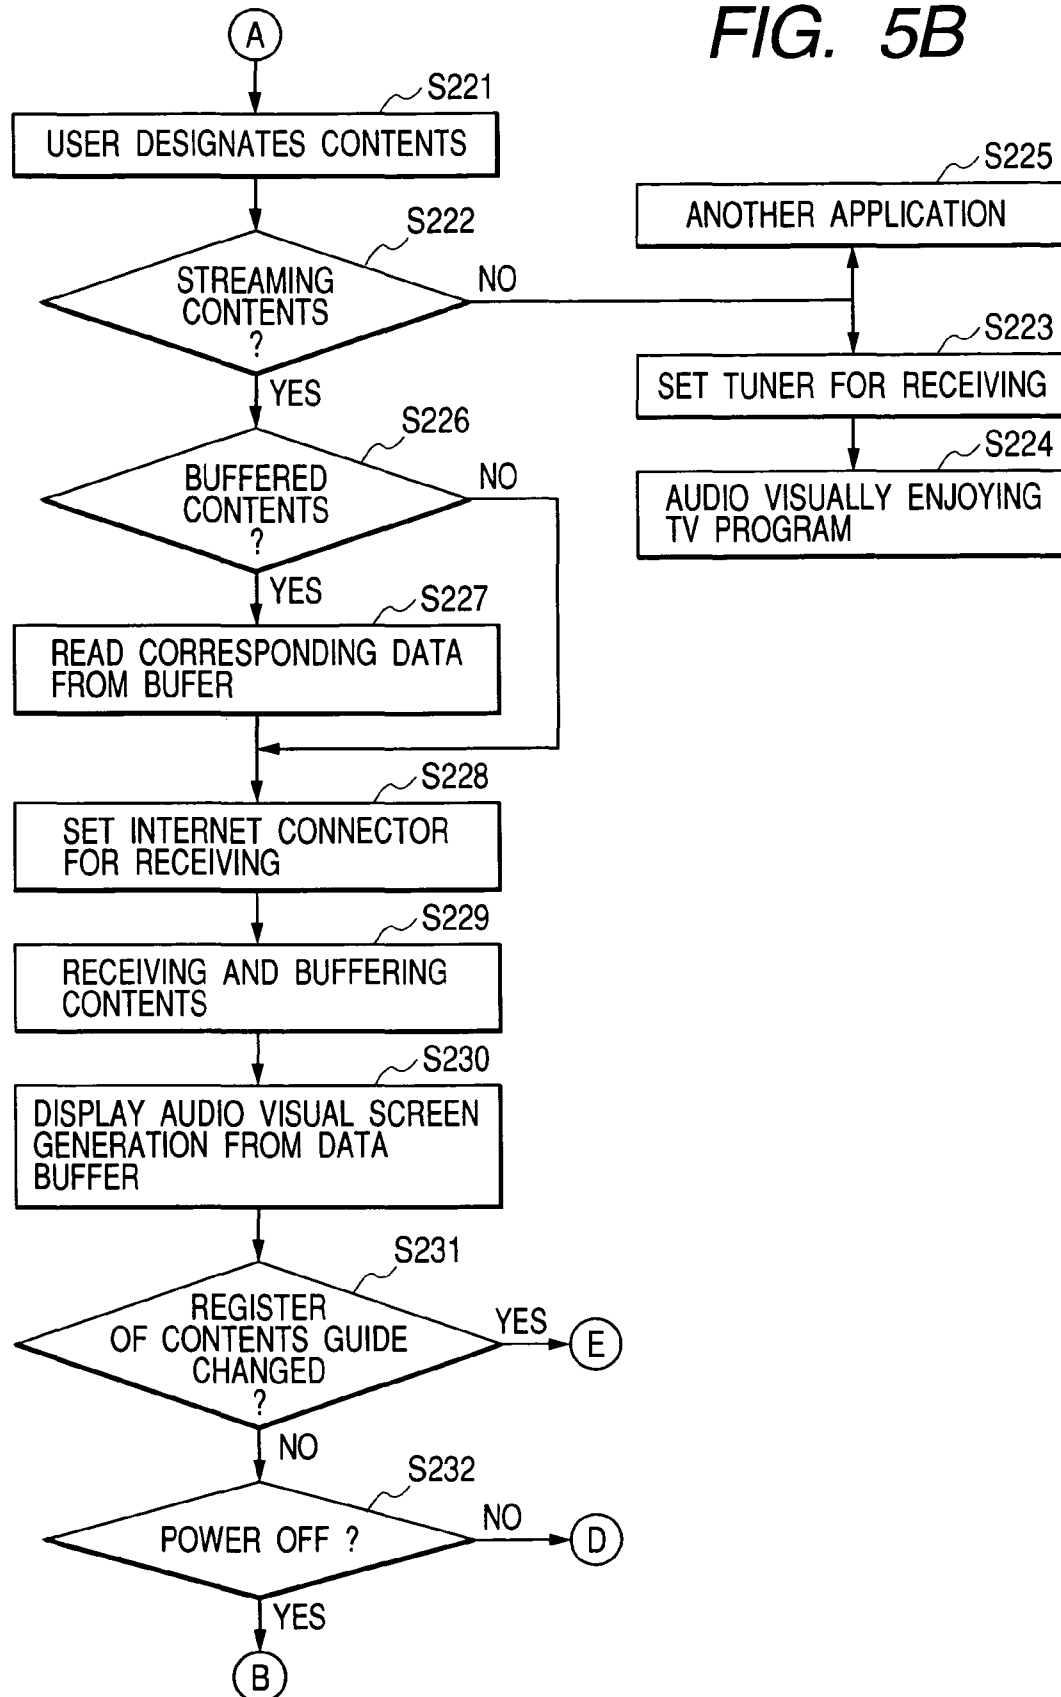 FIG. 5B
A
S221
USER DESIGNATES CONTENTS
S222
STREAMING
CONTENTS
?
NO
YES
S225
ANOTHER APPLICATION
S223
SET TUNER FOR RECEIVING
S224
AUDIO VISUALLY ENJOYING
TV PROGRAM
S226
BUFFERED
CONTENTS
?
NO
YES
S227
READ CORRESPONDING DATA
FROM BUFER
S228
SET INTERNET CONNECTOR
FOR RECEIVING
S229
RECEIVING AND BUFFERING
CONTENTS
S230
DISPLAY AUDIO VISUAL SCREEN
GENERATION FROM DATA
BUFFER
S231
REGISTER
OF CONTENTS GUIDE
CHANGED
?
YES
E
NO
S232
POWER OFF ?
NO
D
YES
B